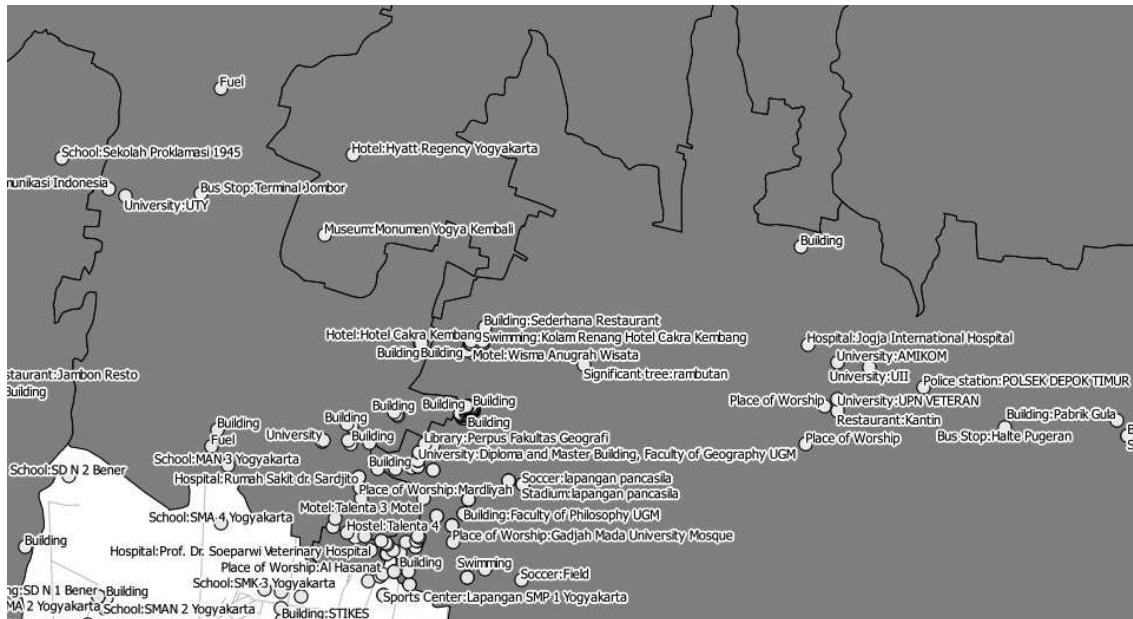 Fuel
School:Sekolah Proklamasi 1945
Hotel:Hyatt Regency Yogyakarta
munikasi Indonesia
Bus Stop:Terminal Jombor
University:UTY
Museum:Monumen Yogya Kembali
Building
Building:Sederhana Restaurant
Hotel:Hotel Cakra Kembang
Swimming:Kolam Renang Hotel Cakra Kembang
Hospital:Jogja International Hospital
Building
Building
Motel:Wisma Anugrah Wisata
University:AMIKOM
Significant tree:rambutan
University:UII
staurant:Jambon Resto
Building
Police station:POLSEK DEPOK TIMUR
Place of Worship
University:UPN VETERAN
Building
Building
Building
Building
Restaurant:Kantin
Building:Pabrik Gula
Building
Building
University
Building
Bus Stop:Halte Pugeran
Library:Perpus Fakultas Geografi
Place of Worship
Fuel
University:Diploma and Master Building, Faculty of Geography UGM
School:MAN 3 Yogyakarta
Building
School:SD N 2 Bener
Hospital:Rumah Sakit dr. Sardjito
Soccer:lapangan pancasila
Place of Worship:Mardliyah
Stadium:lapangan pancasila
Motel:Talenta 3 Motel
School:SMA 4 Yogyakarta
Building:Faculty of Philosophy UGM
Hostel:Talenta 4
Place of Worship:Gadjah Mada University Mosque
Building
Hospital:Prof. Dr. Soeparwi Veterinary Hospital
Place of Worship:Al Hasanat
Building
Swimming
Soccer:Field
School:SMK 3 Yogyakarta
ng:SD N 1 Bener
Building
Sports Center:Lapangan SMP 1 Yogyakarta
MA 2 Yogyakarta
School:SMAN 2 Yogyakarta
Building:STIKES